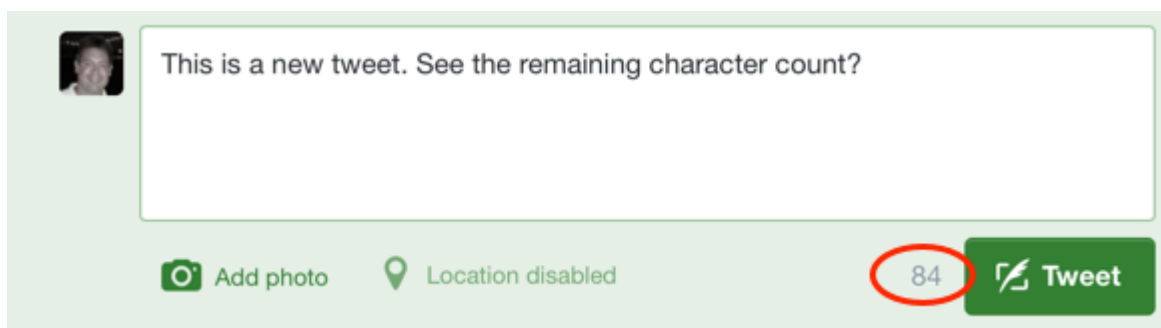 This is a new tweet. See the remaining character count?
Add photo
Location disabled
84
Tweet